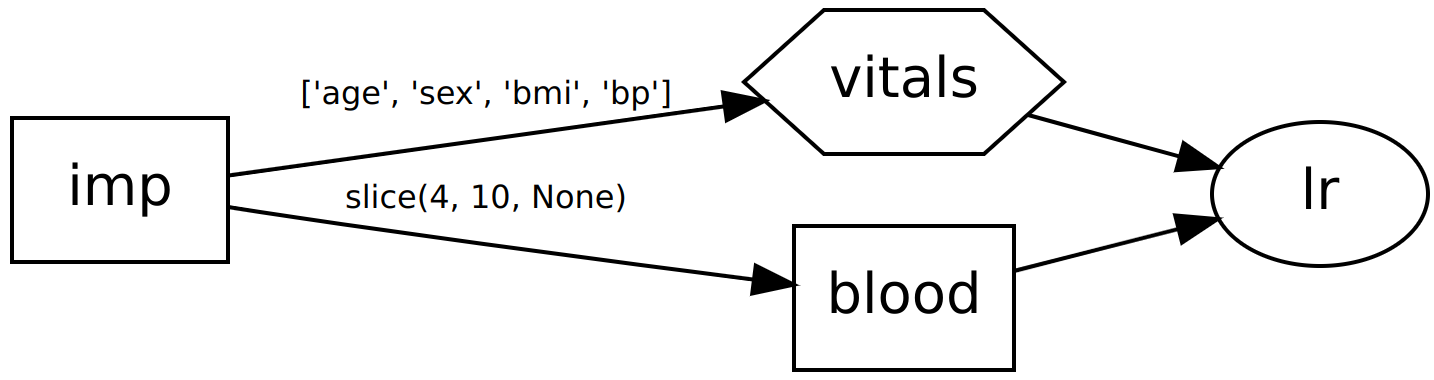 imp
['age', 'sex', 'bmi', 'bp']
slice(4, 10, None)
vitals
blood
lr